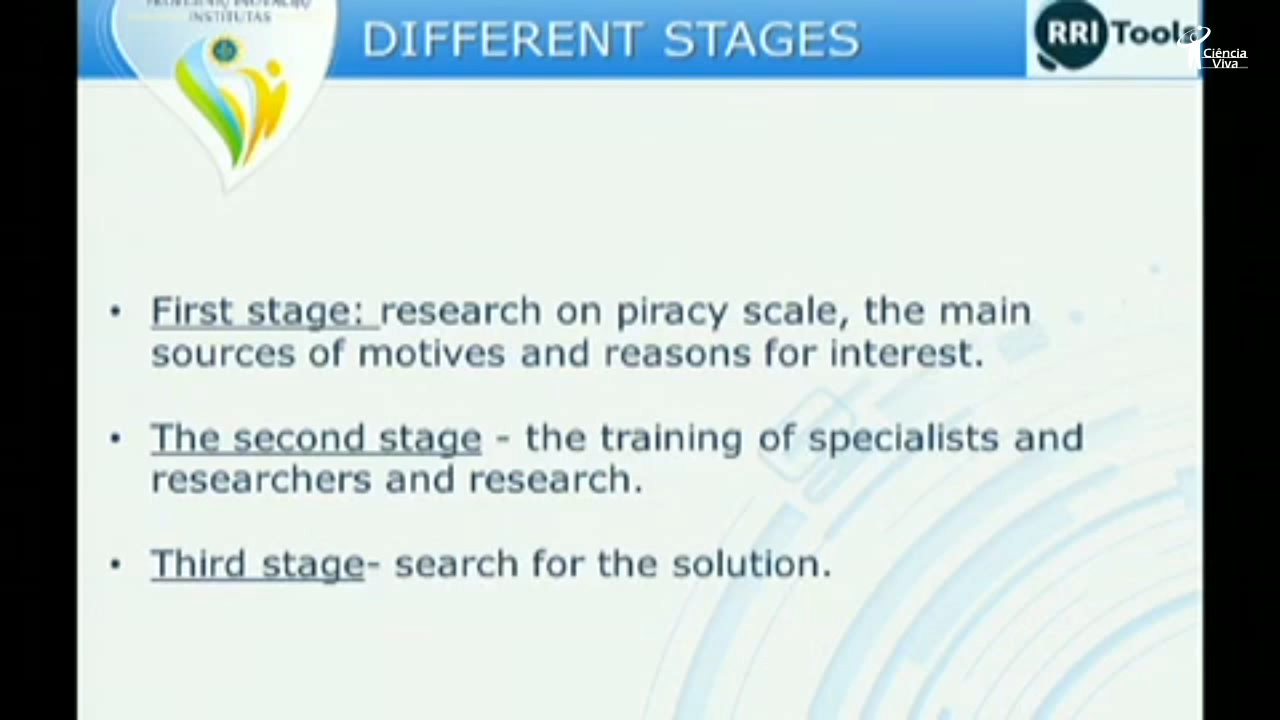 INSTITUTAS
DIFFERENT STAGES
RRI Tools
Ciência
Viva
• First stage: research on piracy scale, the main
sources of motives and reasons for interest.
• The second stage - the training of specialists and
researchers and research.
• Third stage- search for the solution.